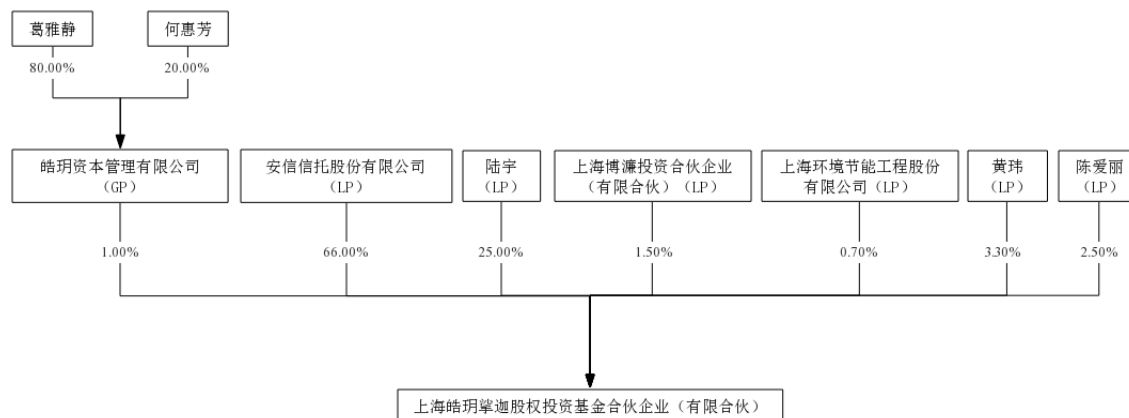 葛雅静
何惠芳
80.00%
20.00%
皓玥资本管理有限公司
（GP）
安信信托股份有限公司
（LP）
陆宇
（LP）
上海博濂投资合伙企业
（有限合伙）（LP）
上海环境节能工程股份
有限公司（LP）
黄玮
（LP）
陈爱丽
（LP）
1.00%
66.00%
25.00%
1.50%
0.70%
3.30%
2.50%
上海皓玥挲迦股权投资基金合伙企业（有限合伙）